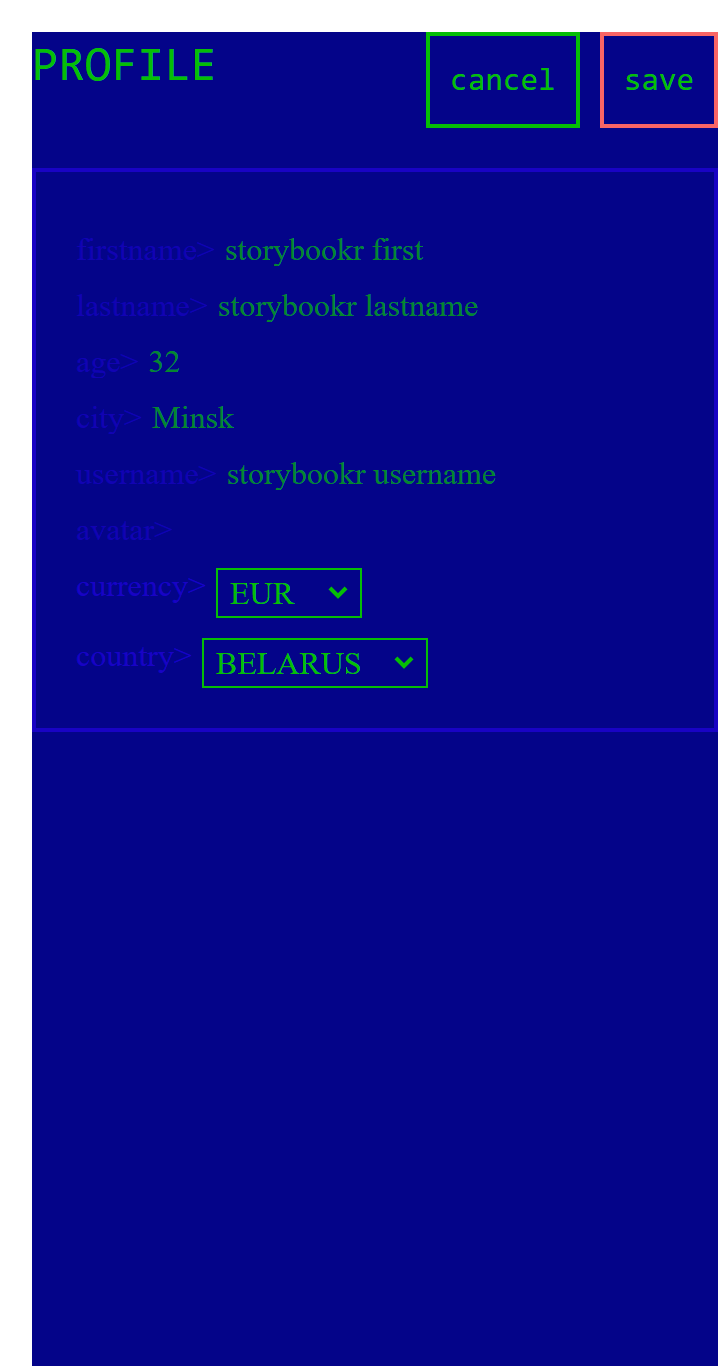 PROFILE cancel save
firstname> storybookr first
lastname> storybookr lastname
age> 32
city> Minsk
username> storybookr username
avatar>
currency> EUR
country> BELARUS